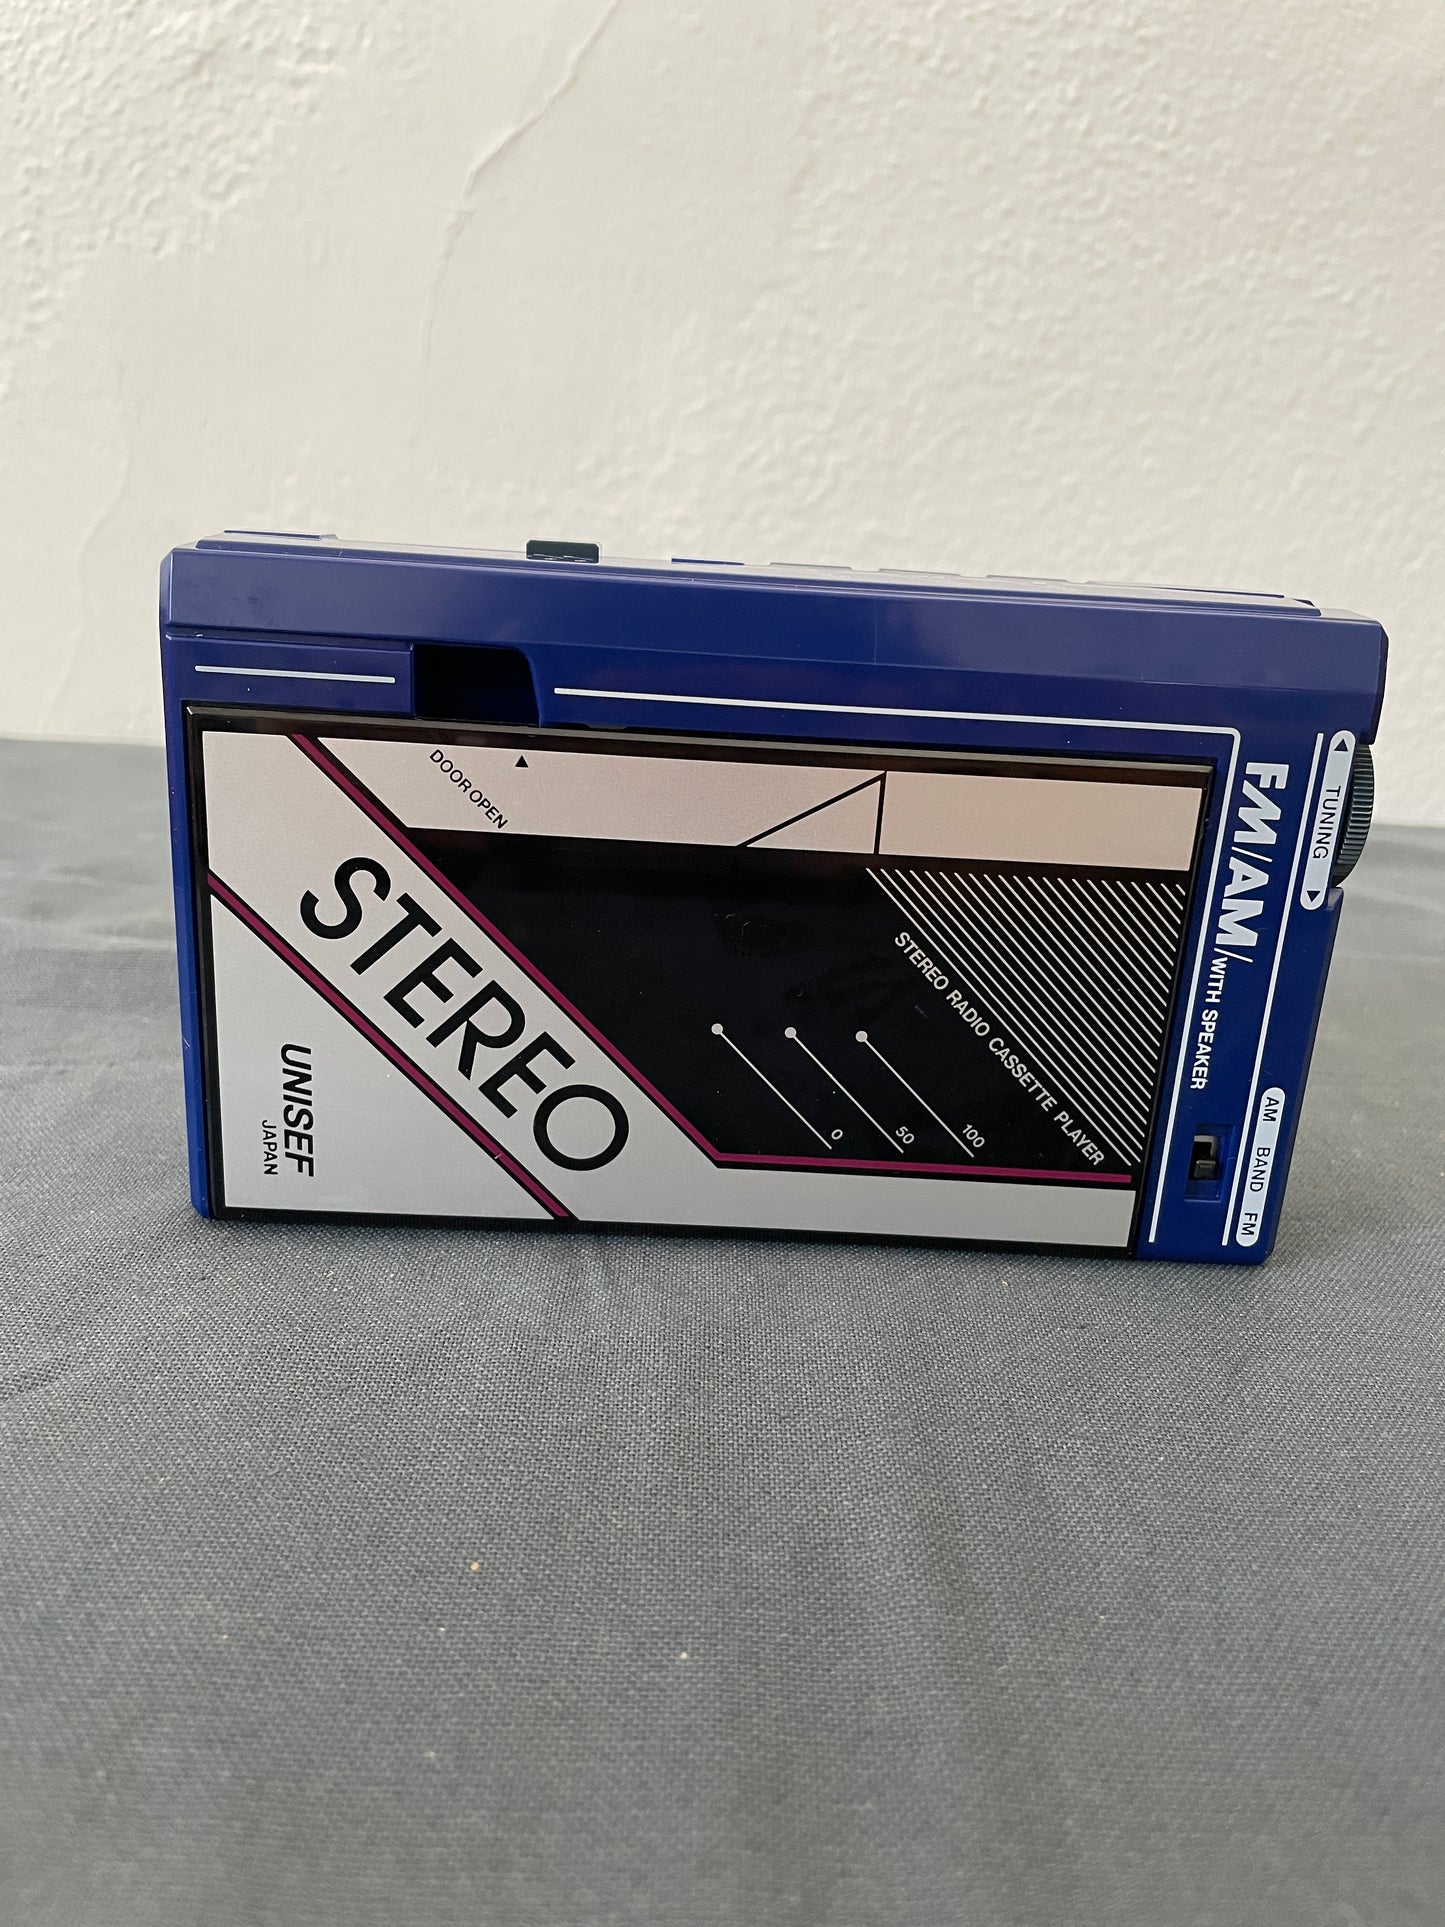 DOOR OPEN
STEREO
UNISEF
JAPAN
STEREO RADIO CASSETTE PLAYER
0
50
100
FM/AM/WITH SPEAKER
TUNING
AM BAND FM